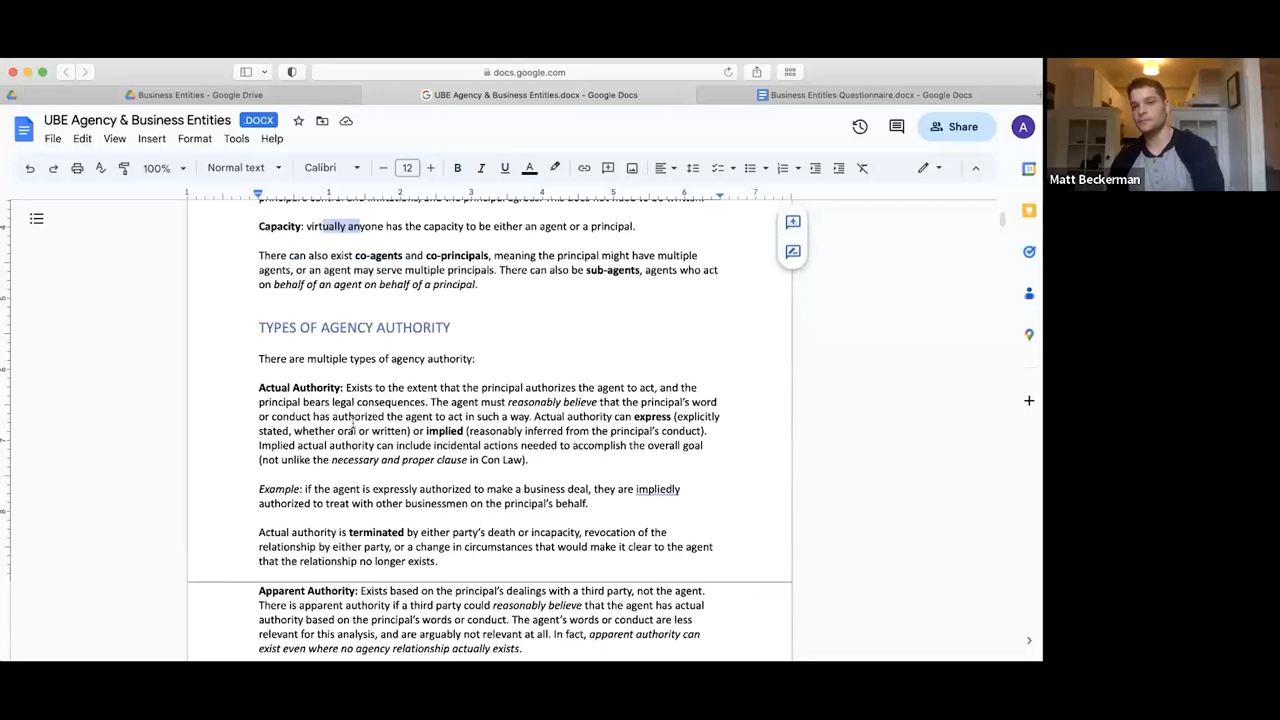 docs.google.com
Business Entities - Google Drive
UBE Agency & Business Entities.docx - Google Docs
Business Entities Questionnaire.docx - Google Docs
UBE Agency & Business Entities .DOCX
File Edit View Insert Format Tools Help
Share
A
100% Normal text Calibri 12 B I U A
1 1 2 3 4 5 6 7
Capacity: virtually anyone has the capacity to be either an agent or a principal.
There can also exist co-agents and co-principals, meaning the principal might have multiple
agents, or an agent may serve multiple principals. There can also be sub-agents, agents who act
on behalf of an agent on behalf of a principal.
TYPES OF AGENCY AUTHORITY
There are multiple types of agency authority:
Actual Authority: Exists to the extent that the principal authorizes the agent to act, and the
principal bears legal consequences. The agent must reasonably believe that the principal's word
or conduct has authorized the agent to act in such a way. Actual authority can express (explicitly
stated, whether oral or written) or implied (reasonably inferred from the principal's conduct).
Implied actual authority can include incidental actions needed to accomplish the overall goal
(not unlike the necessary and proper clause in Con Law).
Example: if the agent is expressly authorized to make a business deal, they are impliedly
authorized to treat with other businessmen on the principal's behalf.
Actual authority is terminated by either party's death or incapacity, revocation of the
relationship by either party, or a change in circumstances that would make it clear to the agent
that the relationship no longer exists.
Apparent Authority: Exists based on the principal's dealings with a third party, not the agent.
There is apparent authority if a third party could reasonably believe that the agent has actual
authority based on the principal's words or conduct. The agent's words or conduct are less
relevant for this analysis, and are arguably not relevant at all. In fact, apparent authority can
exist even where no agency relationship actually exists.
Matt Beckerman